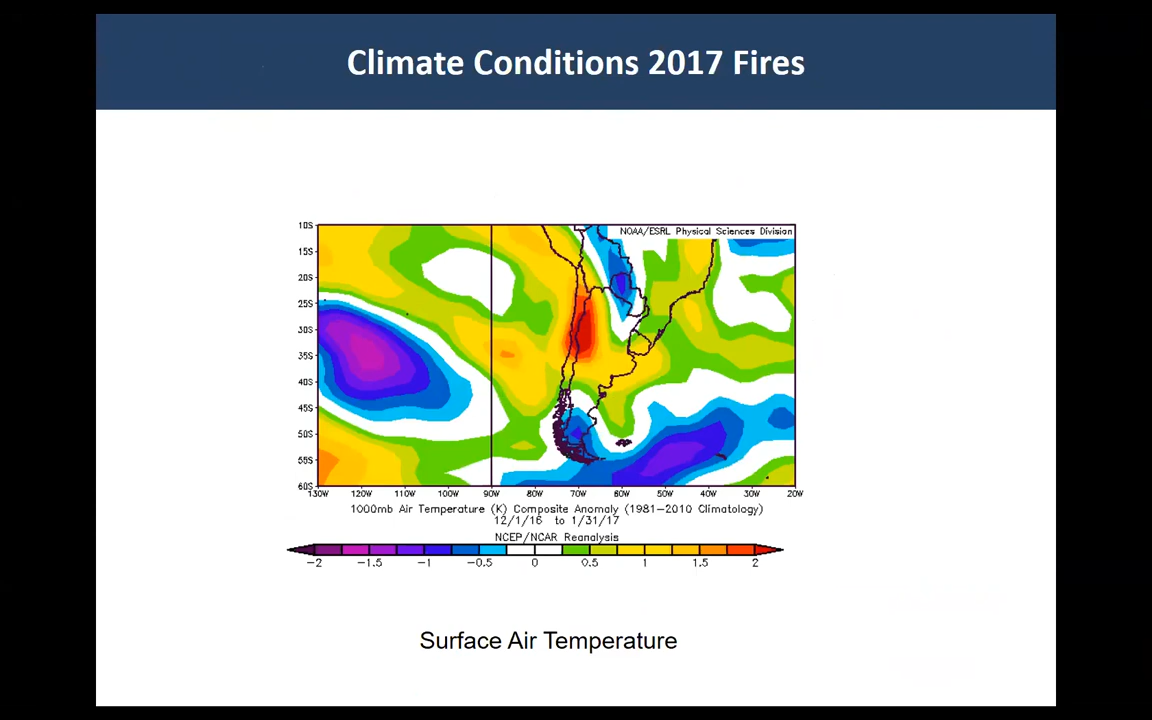 Climate Conditions 2017 Fires
NOAA/ESRL Physical Sciences Division
10S
15S
20S
25S
30S
35S
40S
45S
50S
55S
60S
130W 120W 110W 100W 90W 80W 70W 60W 50W 40W 30W 20W
1000mb Air Temperature (K) Composite Anomaly (1981-2010 Climatology)
12/1/16 to 1/31/17
NCEP/NCAR Reanalysis
-2 -1.5 -1 -0.5 0 0.5 1 1.5 2
Surface Air Temperature